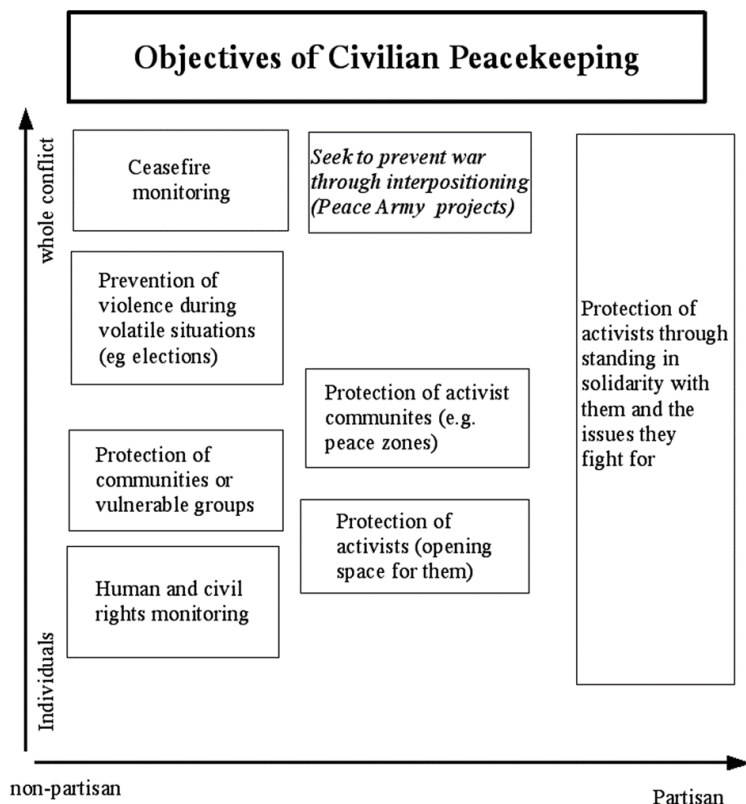 Objectives of Civilian Peacekeeping
whole conflict
Ceasefire
monitoring
Seek to prevent war
through interpositioning
(Peace Army projects)
Prevention of
violence during
volatile situations
(eg elections)
Protection of
activists through
standing in
solidarity with
them and the
issues they
fight for
Protection of activist
communites (e.g.
peace zones)
Protection of
communities or
vulnerable groups
Protection of
activists (opening
space for them)
Human and civil
rights monitoring
Individuals
non-partisan
Partisan